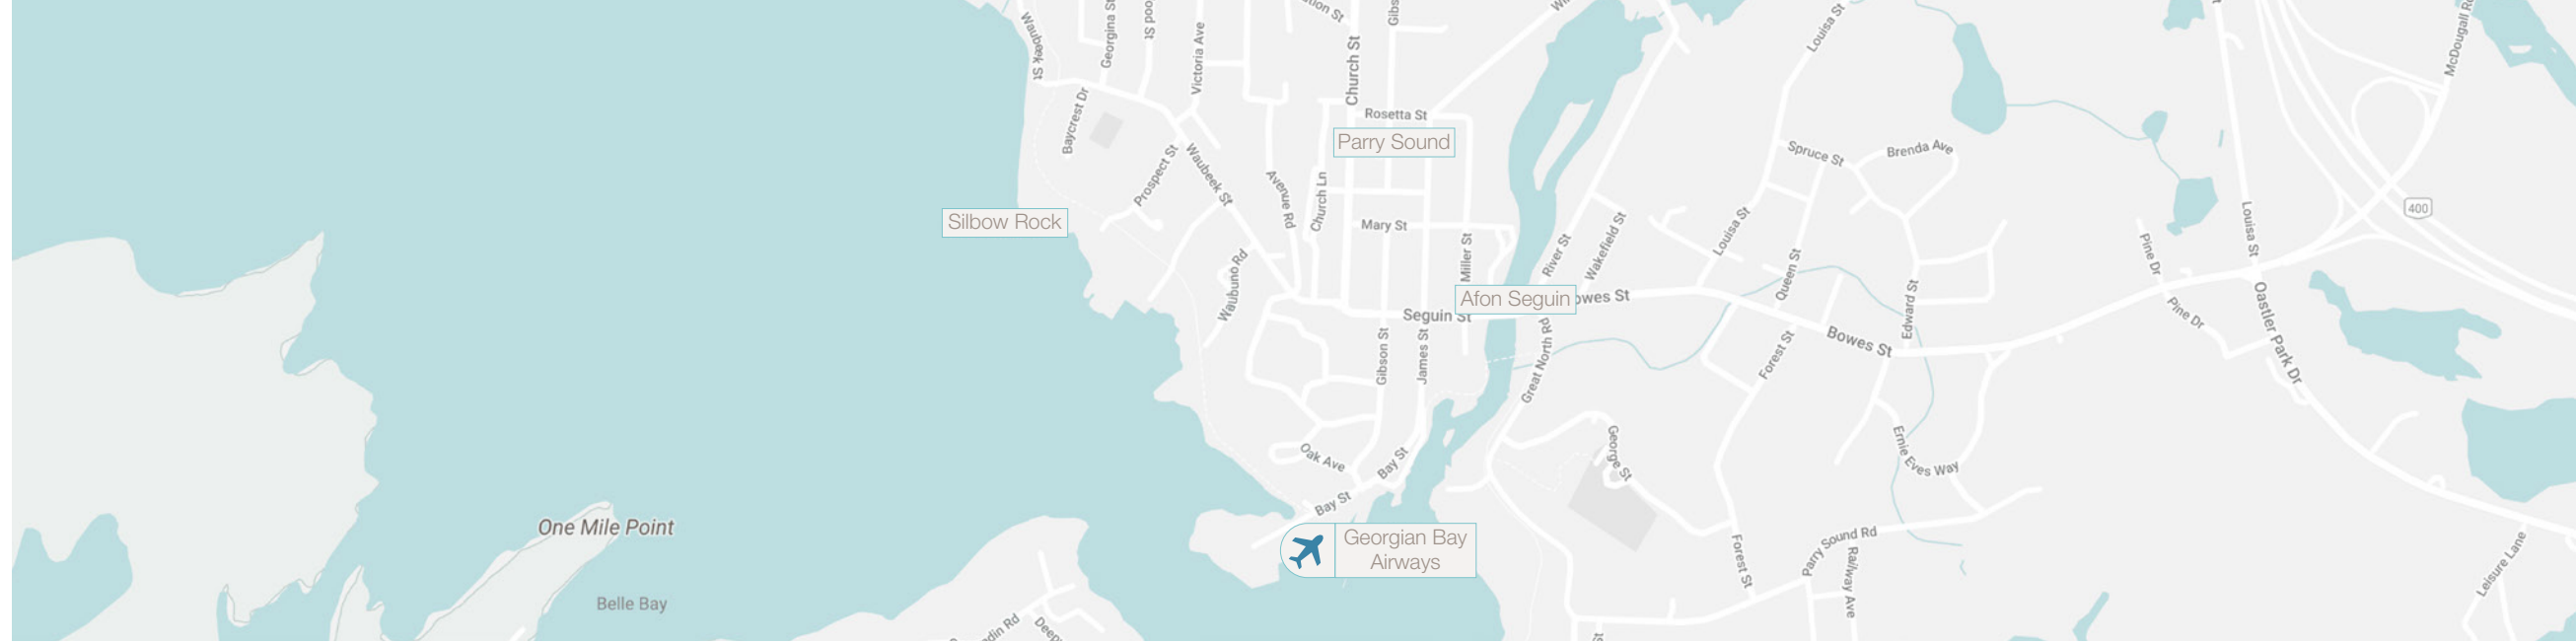 Waubeek St
Georgina St
Victoria Ave
Church St
Louisa St
McDougall
Baycrest Dr
Rosetta St
Parry Sound
Spruce St
Brenda Ave
Prospect St
Waubeek St
Avenue Rd
Church Ln
Silbow Rock
Mary St
Miller St
River St
Wakefield St
Louisa St
Queen St
Pine Dr
Louisa St
400
Waubuno Rd
Afon Seguin
owes St
Seguin St
Edward St
Pine Dr
Oastler Park Dr
Gibson St
James St
Great North Rd
Forest St
Bowes St
Oak Ave
Bay St
George St
Ernie Eves Way
Bay St
One Mile Point
Georgian Bay
Airways
Forest St
Parry Sound Rd
Railway Ave
Leisure Lane
Belle Bay